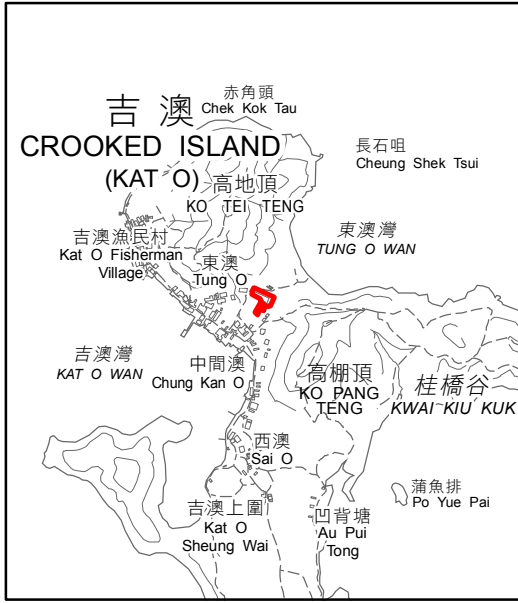 赤角頭
Chek Kok Tau
吉澳
CROOKED ISLAND
(KAT O)
長石咀
Cheung Shek Tsui
高地頂
KO TEI TENG
吉澳漁民村
Kat O Fisherman
Village
東澳灣
TUNG O WAN
東澳
Tung O
吉澳灣
KAT O WAN
中間澳
Chung Kan O
高棚頂
KO PANG
TENG
桂橋谷
KWAI KIU KUK
西澳
Sai O
蒲魚排
Po Yue Pai
吉澳上圍
Kat O
Sheung Wai
凹背塘
Au Pui
Tong